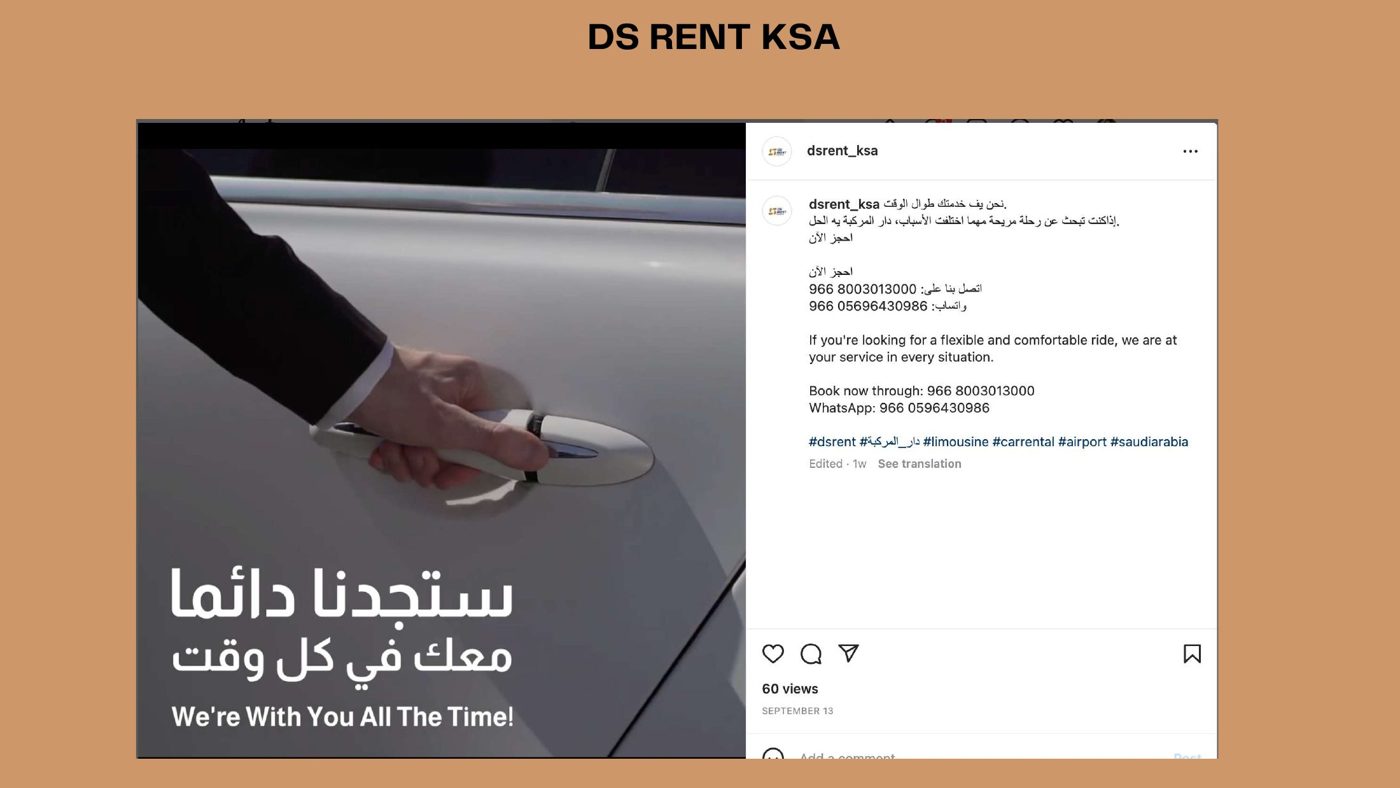 DS RENT KSA
ستجدنا دائما
معك في كل وقت
We're With You All The Time!
dsrent_ksa
dsrent_ksa نحن يف خدمتك طوال الوقت.
إذاكنت تبحث عن رحلة مريحة مهما اختلفت الأسباب، دار المركبة يه الحل.
احجز الآن
احجز الآن
اتصل بنا على: 8003013000 966
واتساب: 05696430986 966
If you're looking for a flexible and comfortable ride, we are at
your service in every situation.
Book now through: 966 8003013000
WhatsApp: 966 0596430986
#dsrent #دار_المركبة #limousine #carrental #airport #saudiarabia
Edited · 1w See translation
60 views
SEPTEMBER 13
Add a comment
Post